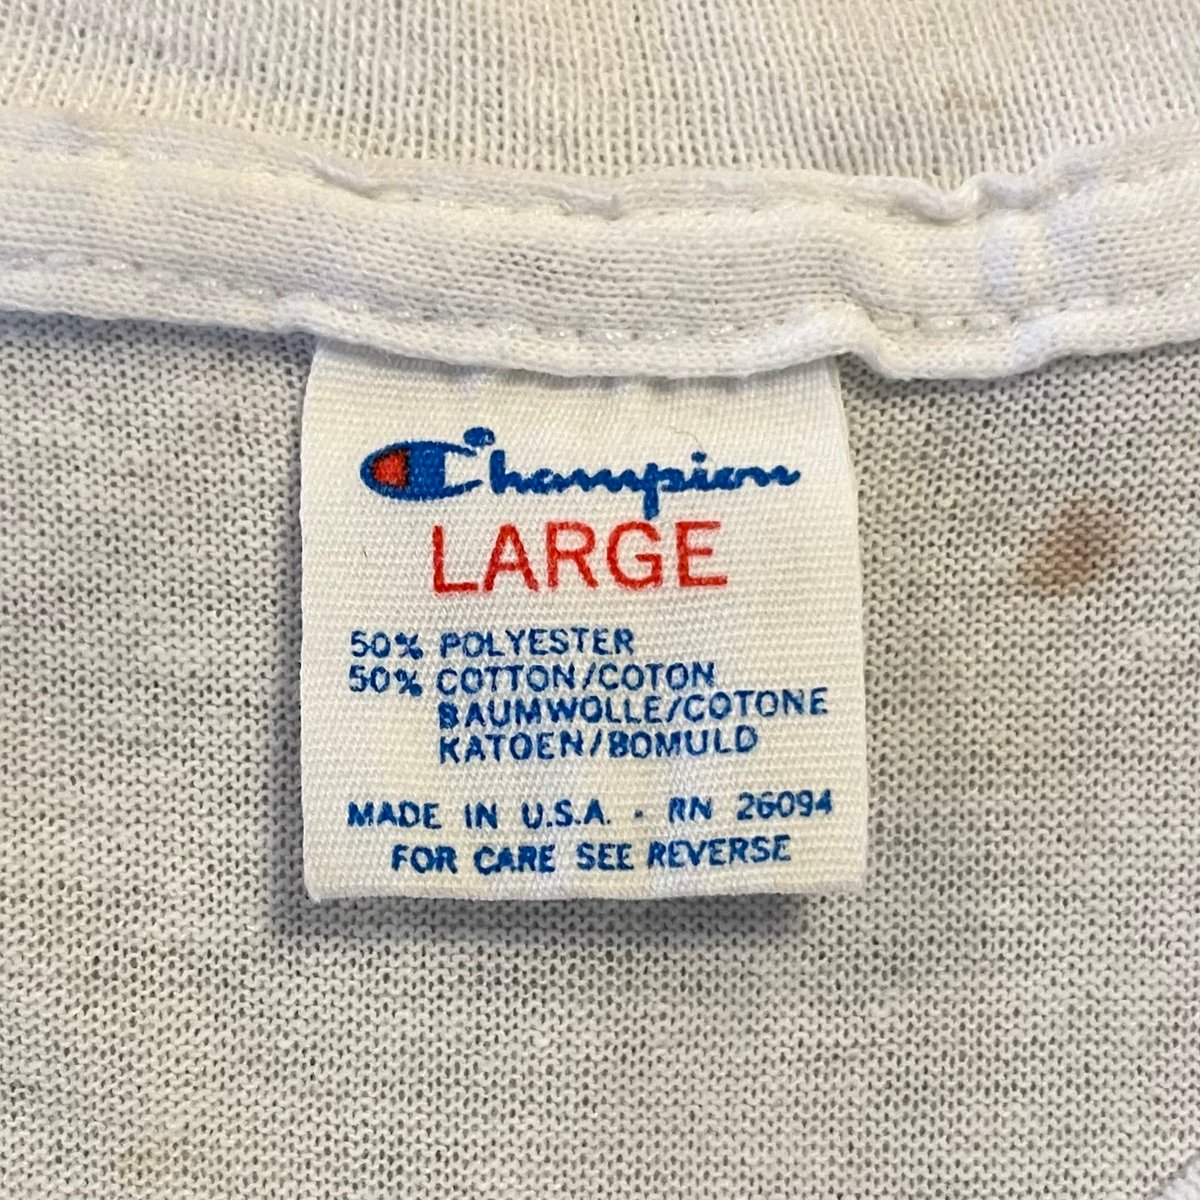 Champion
LARGE
50% POLYESTER
50% COTTON/COTON
BAUMWOLLE/COTONE
KATOEN/BOMULD
MADE IN U.S.A. - RN 26094
FOR CARE SEE REVERSE